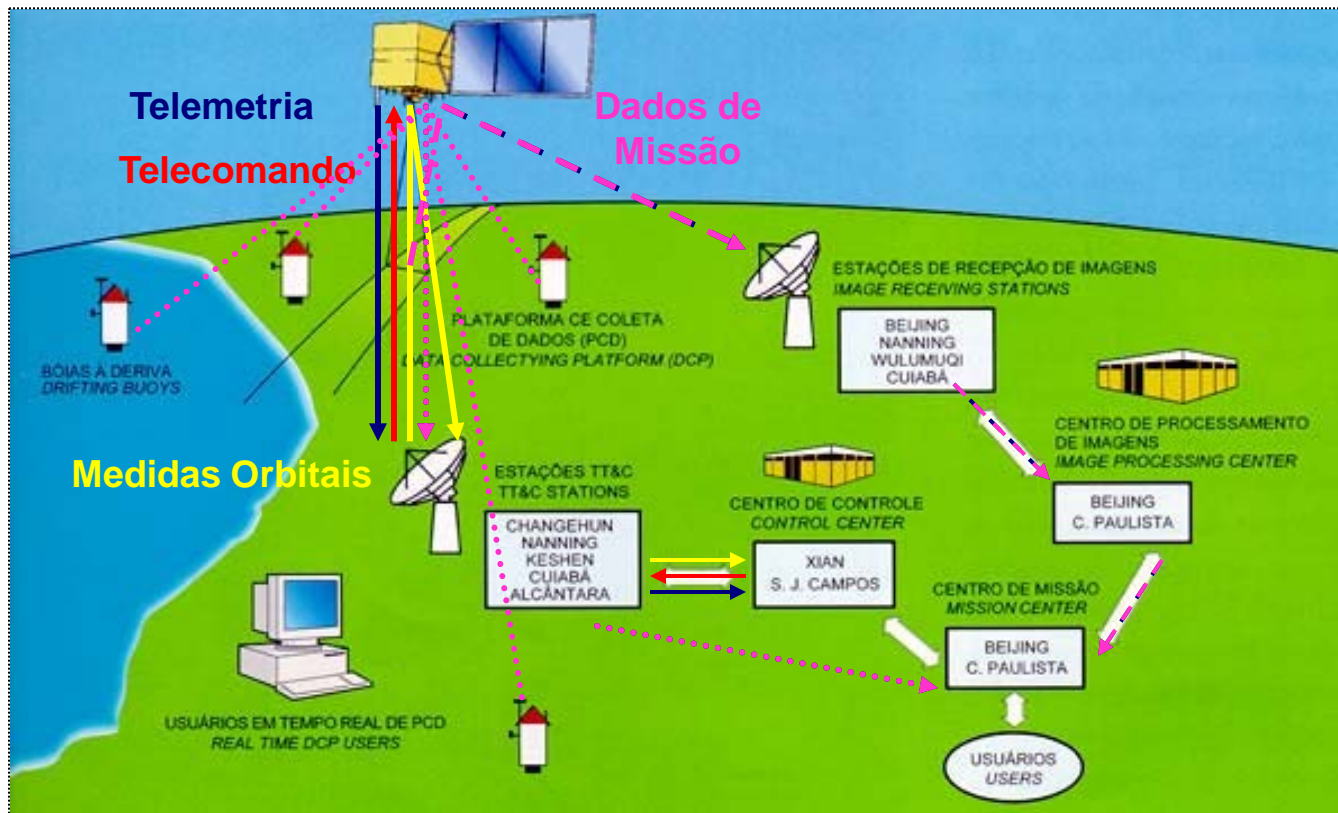 Telemetria
Telecomando
Dados de
Missão
ESTAÇÕES DE RECEPÇÃO DE IMAGENS
IMAGE RECEIVING STATIONS
BEIJING
NANNING
WULUMUQI
CUIABÁ
PLATAFORMA CE COLETA
DE DADOS (PCD)
DATA COLLECTYING PLATFORM (DCP)
BÓIAS À DERIVA
DRIFTING BUOYS
CENTRO DE PROCESSAMENTO
DE IMAGENS
IMAGE PROCESSING CENTER
BEIJING
C. PAULISTA
Medidas Orbitais
ESTAÇÕES TT&C
TT&C STATIONS
CHANGEHUN
NANNING
KESHEN
CUIABÁ
ALCÂNTARA
CENTRO DE CONTROLE
CONTROL CENTER
XIAN
S. J. CAMPOS
CENTRO DE MISSÃO
MISSION CENTER
BEIJING
C. PAULISTA
USUÁRIOS EM TEMPO REAL DE PCD
REAL TIME DCP USERS
USUÁRIOS
USERS